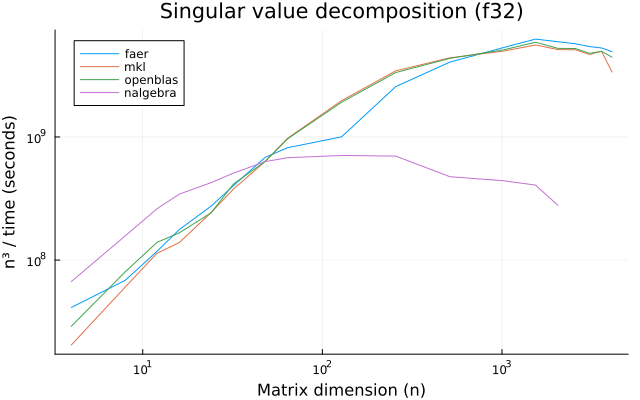 Singular value decomposition (f32)
n³ / time (seconds)
faer
mkl
openblas
nalgebra
10⁹
10⁸
10¹
10²
10³
Matrix dimension (n)